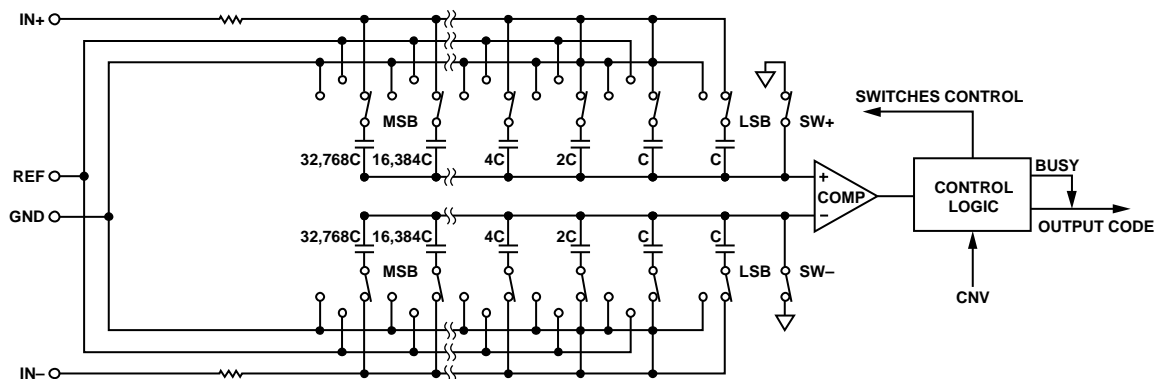 IN+
SWITCHES CONTROL
MSB
LSB
SW+
32,768C 16,384C 4C 2C C C
BUSY
REF
+
COMP
CONTROL
LOGIC
GND
–
OUTPUT CODE
32,768C 16,384C 4C 2C C C
MSB
LSB
SW–
CNV
IN–